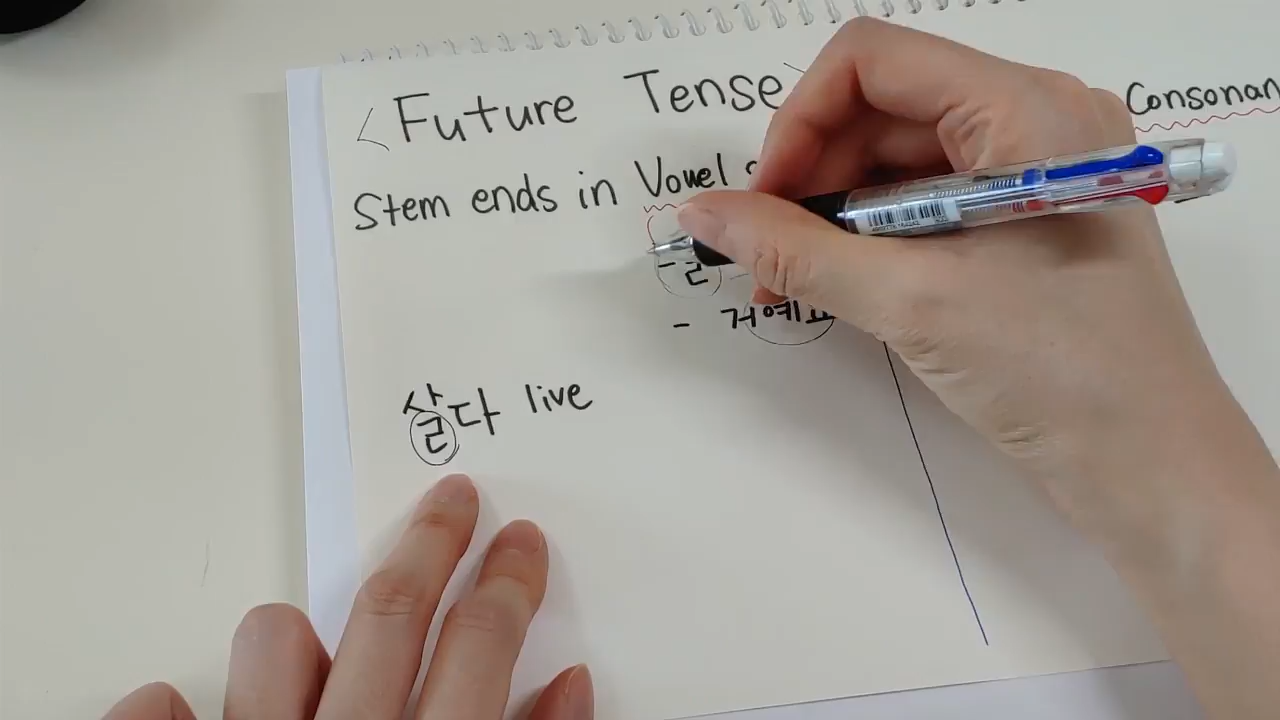 <Future Tense>
Consonan
Stem ends in Vowel
-ㄹ
- 거예요
살다 live